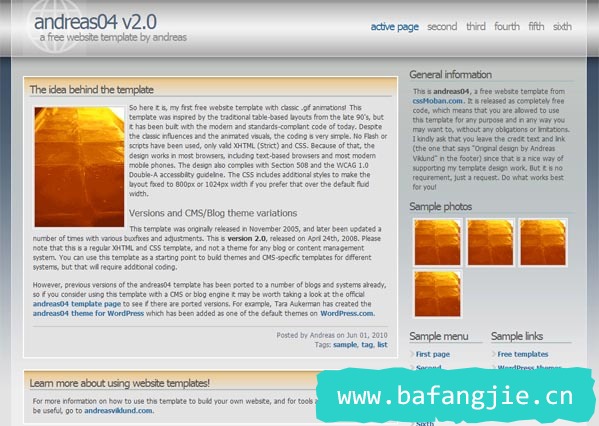 andreas04 v2.0
a free website template by andreas
active page second third fourth fifth sixth
The idea behind the template
So here it is, my first free website template with classic .gif animations! This
template was inspired by the traditional table-based layouts from the late 90's, but
it has been built with the modern and standards-compliant code of today. Despite
the classic influences and the animated visuals, the coding is very simple. No Flash or
scripts have been used, only valid XHTML (Strict) and CSS. Because of that, the
design works in most browsers, including text-based browsers and most modern
mobile phones. The design also complies with Section 508 and the WCAG 1.0
Double-A accessibility guideline. The CSS includes additional styles to make the
layout fixed to 800px or 1024px width if you prefer that over the default fluid
width.
Versions and CMS/Blog theme variations
This template was originally released in November 2005, and later been updated a
number of times with various buxfixes and adjustments. This is version 2.0, released on April 24th, 2008. Please
note that this is a regular XHTML and CSS template, and not a theme for any blog or content management
system. You can use this template as a starting point to build themes and CMS-specific templates for different
systems, but that will require additional coding.
However, previous versions of the andreas04 template has been ported to a number of blogs and systems already,
so if you consider using this template with a CMS or blog engine it may be worth taking a look at the official
andreas04 template page to see if there are ported versions. For example, Tara Aukerman has created the
andreas04 theme for WordPress which has been added as one of the default themes on WordPress.com.
Posted by Andreas on Jun 01, 2010
Tags: sample, tag, list
Learn more about using website templates!
For more information on how to use this template to build your own website, and for tools a
be useful, go to andreasviklund.com.
General information
This is andreas04, a free website template from
cssMoban.com. It is released as completely free
code, which means that you are allowed to use
this template for any purpose and in any way you
may want to, without any obligations or limitations.
I kindly ask that you leave the credit text and link
(the one that says "Original design by Andreas
Viklund" in the footer) since that is a nice way of
supporting my template design work. But it is no
requirement, just a request. Do what works best
for you!
Sample photos
Sample menu
First page
Second
Sixth
Sample links
Free templates
WordPress themes
www.bafangjie.cn